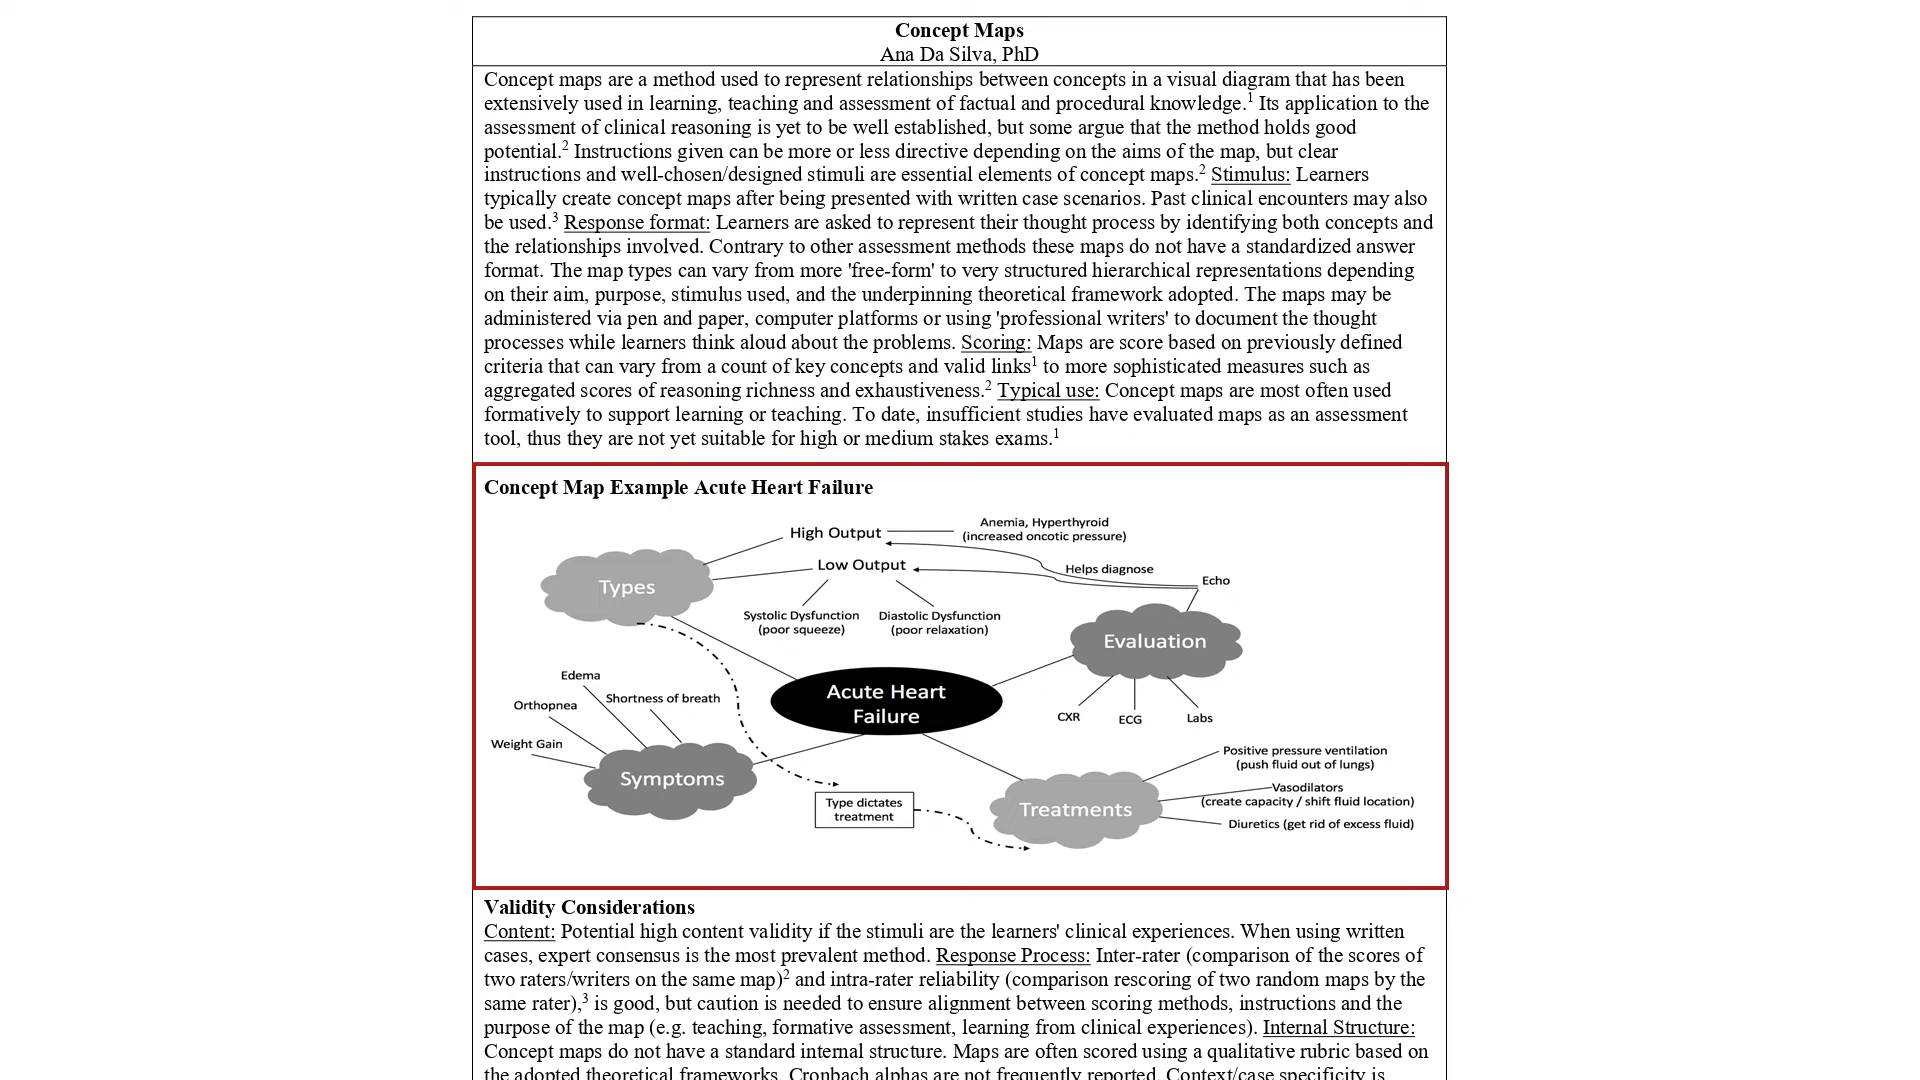 Concept Maps
Ana Da Silva, PhD
Concept maps are a method used to represent relationships between concepts in a visual diagram that has been
extensively used in learning, teaching and assessment of factual and procedural knowledge.1 Its application to the
assessment of clinical reasoning is yet to be well established, but some argue that the method holds good
potential.2 Instructions given can be more or less directive depending on the aims of the map, but clear
instructions and well-chosen/designed stimuli are essential elements of concept maps.2 Stimulus: Learners
typically create concept maps after being presented with written case scenarios. Past clinical encounters may also
be used.3 Response format: Learners are asked to represent their thought process by identifying both concepts and
the relationships involved. Contrary to other assessment methods these maps do not have a standardized answer
format. The map types can vary from more 'free-form' to very structured hierarchical representations depending
on their aim, purpose, stimulus used, and the underpinning theoretical framework adopted. The maps may be
administered via pen and paper, computer platforms or using 'professional writers' to document the thought
processes while learners think aloud about the problems. Scoring: Maps are score based on previously defined
criteria that can vary from a count of key concepts and valid links1 to more sophisticated measures such as
aggregated scores of reasoning richness and exhaustiveness.2 Typical use: Concept maps are most often used
formatively to support learning or teaching. To date, insufficient studies have evaluated maps as an assessment
tool, thus they are not yet suitable for high or medium stakes exams.1
Concept Map Example Acute Heart Failure
High Output
Anemia, Hyperthyroid
(increased oncotic pressure)
Low Output
Helps diagnose
Echo
Types
Systolic Dysfunction
(poor squeeze)
Diastolic Dysfunction
(poor relaxation)
Evaluation
Edema
Shortness of breath
Orthopnea
Weight Gain
Acute Heart
Failure
CXR
ECG
Labs
Symptoms
Type dictates
treatment
Treatments
Positive pressure ventilation
(push fluid out of lungs)
Vasodilators
(create capacity / shift fluid location)
Diuretics (get rid of excess fluid)
Validity Considerations
Content: Potential high content validity if the stimuli are the learners' clinical experiences. When using written
cases, expert consensus is the most prevalent method. Response Process: Inter-rater (comparison of the scores of
two raters/writers on the same map)2 and intra-rater reliability (comparison rescoring of two random maps by the
same rater),3 is good, but caution is needed to ensure alignment between scoring methods, instructions and the
purpose of the map (e.g. teaching, formative assessment, learning from clinical experiences). Internal Structure:
Concept maps do not have a standard internal structure. Maps are often scored using a qualitative rubric based on
the adopted theoretical frameworks. Cronbach alphas are not frequently reported. Context/case specificity is